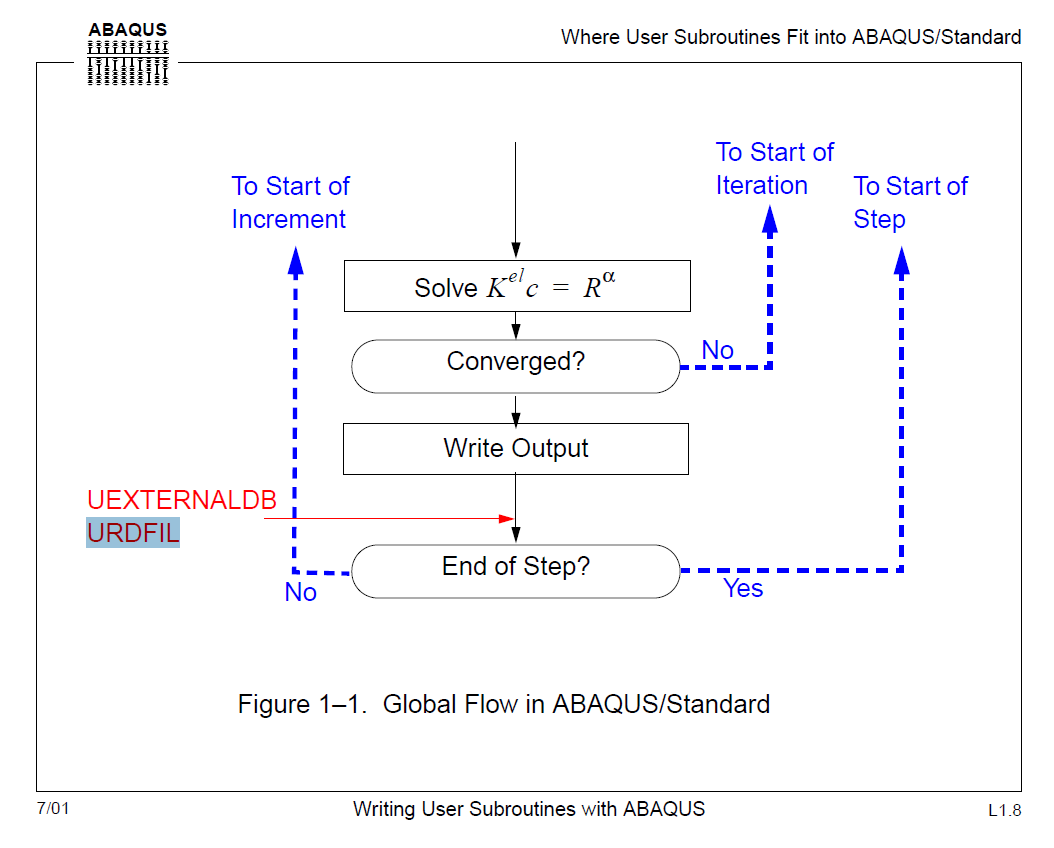 ABAQUS
Where User Subroutines Fit into ABAQUS/Standard
To Start of
Iteration
To Start of
Increment
To Start of
Step
Solve K^el c = R^α
Converged?
No
Write Output
UEXTERNALDB
URDFIL
End of Step?
No
Yes
Figure 1–1. Global Flow in ABAQUS/Standard
7/01
Writing User Subroutines with ABAQUS
L1.8